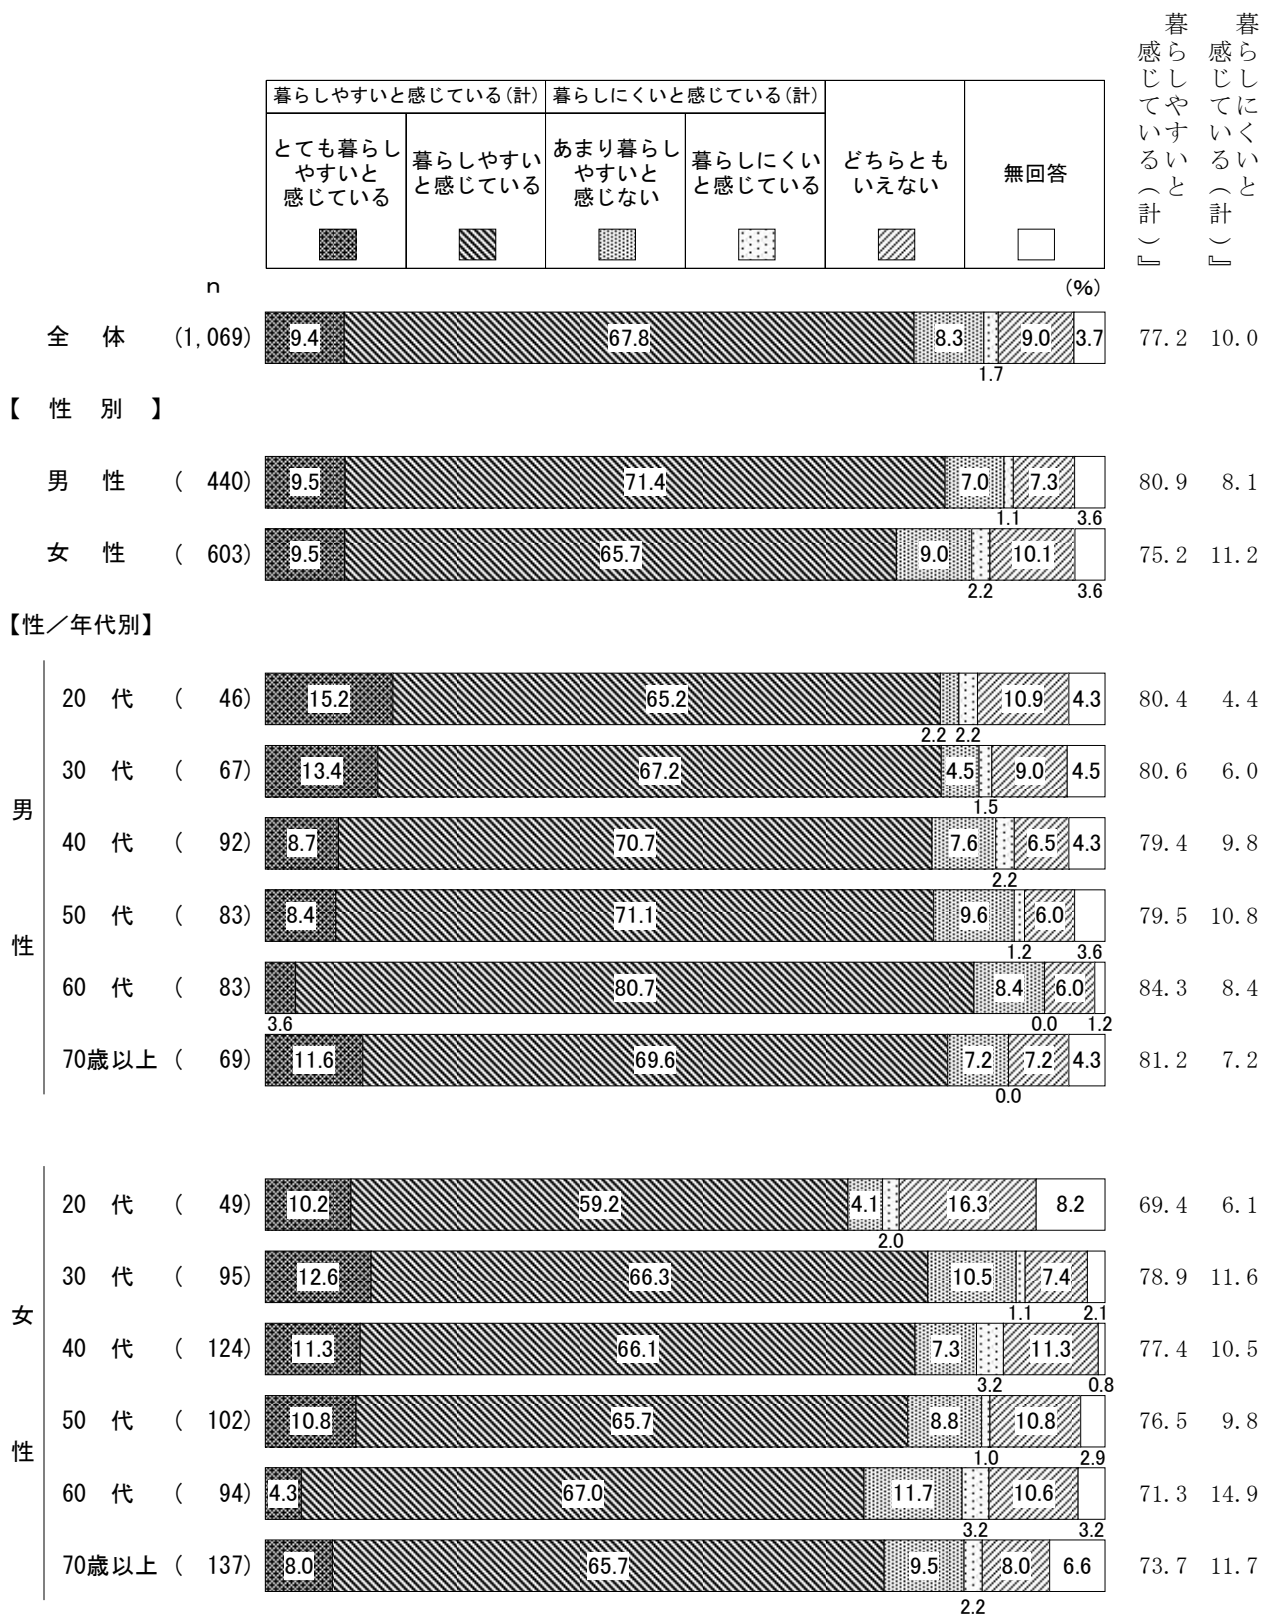 暮らしやすいと
感じている（計）』
暮らしにくいと
感じている（計）』
暮らしやすいと感じている(計)
暮らしにくいと感じている(計)
とても暮らし
やすいと
感じている
暮らしやすい
と感じている
あまり暮らし
やすいと
感じない
暮らしにくい
と感じている
どちらとも
いえない
無回答
n
(%)
全 体 (1,069) 9.4 67.8 8.3 9.0 3.7 77.2 10.0
1.7
【 性 別 】
男 性 ( 440) 9.5 71.4 7.0 7.3 80.9 8.1
1.1 3.6
女 性 ( 603) 9.5 65.7 9.0 10.1 75.2 11.2
2.2 3.6
【性／年代別】
男性
20 代 ( 46) 15.2 65.2 10.9 4.3 80.4 4.4
2.2 2.2
30 代 ( 67) 13.4 67.2 4.5 9.0 4.5 80.6 6.0
1.5
40 代 ( 92) 8.7 70.7 7.6 6.5 4.3 79.4 9.8
2.2
50 代 ( 83) 8.4 71.1 9.6 6.0 79.5 10.8
1.2 3.6
60 代 ( 83) 80.7 8.4 6.0 84.3 8.4
3.6 0.0 1.2
70歳以上 ( 69) 11.6 69.6 7.2 7.2 4.3 81.2 7.2
0.0
女性
20 代 ( 49) 10.2 59.2 4.1 16.3 8.2 69.4 6.1
2.0
30 代 ( 95) 12.6 66.3 10.5 7.4 78.9 11.6
1.1 2.1
40 代 ( 124) 11.3 66.1 7.3 11.3 77.4 10.5
3.2 0.8
50 代 ( 102) 10.8 65.7 8.8 10.8 76.5 9.8
1.0 2.9
60 代 ( 94) 4.3 67.0 11.7 10.6 71.3 14.9
3.2 3.2
70歳以上 ( 137) 8.0 65.7 9.5 8.0 6.6 73.7 11.7
2.2